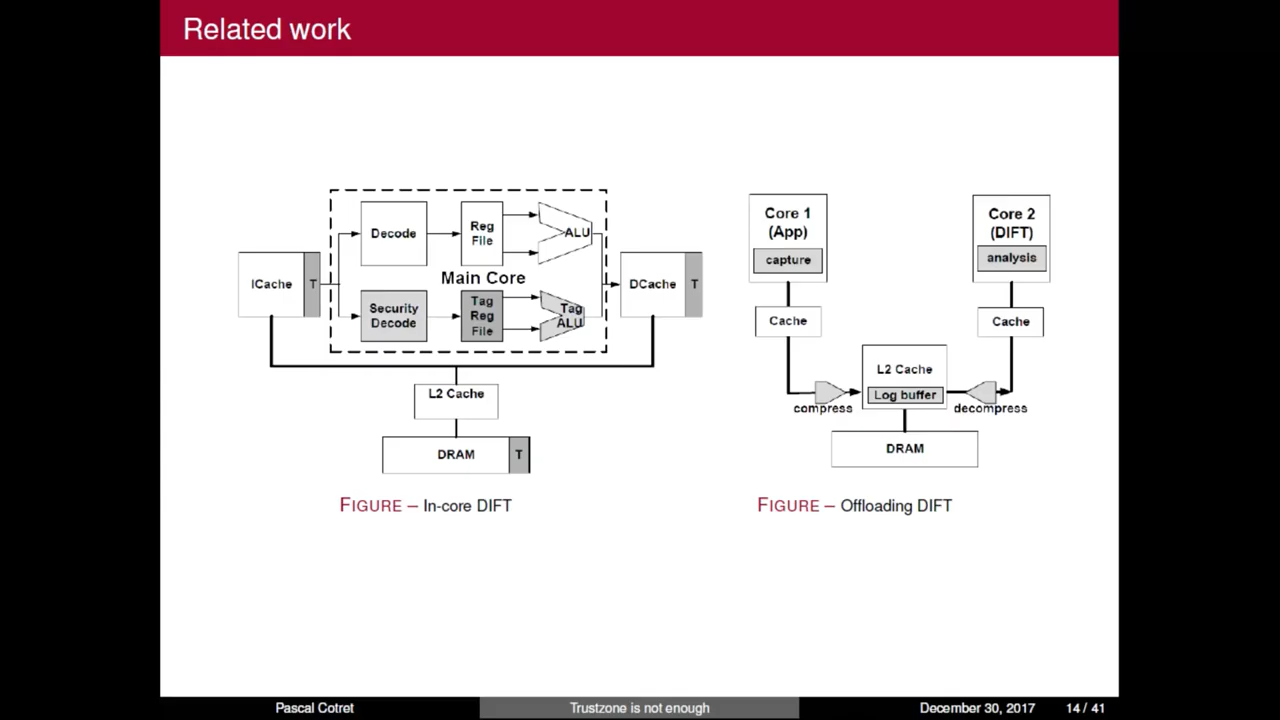 Related work
Decode
Reg
File
ALU
Main Core
ICache
T
Security
Decode
Tag
Reg
File
Tag
ALU
DCache
T
L2 Cache
DRAM
T
FIGURE – In-core DIFT
Core 1
(App)
capture
Cache
compress
L2 Cache
Log buffer
DRAM
Core 2
(DIFT)
analysis
Cache
decompress
FIGURE – Offloading DIFT
Pascal Cotret
Trustzone is not enough
December 30, 2017
14 / 41